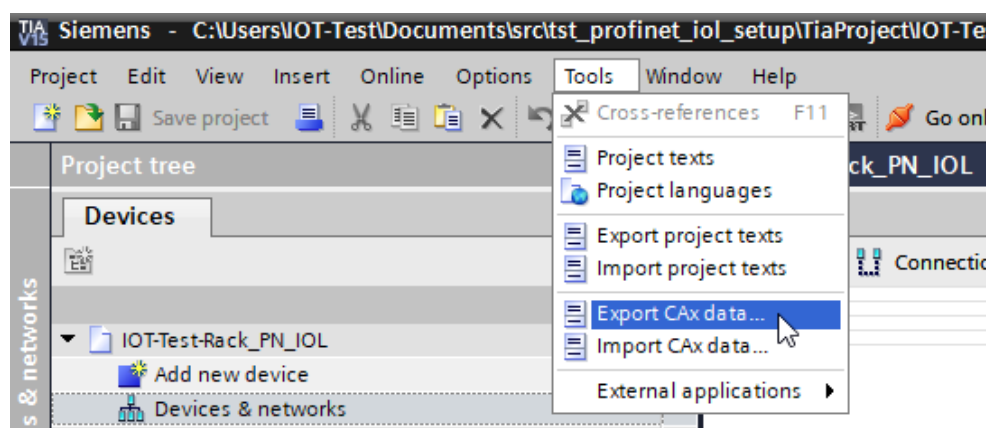 TIA V15 Siemens - C:\Users\IOT-Test\Documents\src\tst_profinet_iol_setup\TiaProject\IOT-Te
Project Edit View Insert Online Options Tools Window Help
Save project Cross-references F11 Go onl
Project tree Project texts ck_PN_IOL
Project languages
Devices Export project texts
Import project texts Connectio
Export CAx data...
IOT-Test-Rack_PN_IOL Import CAx data...
Add new device
Devices & networks External applications
s & networks